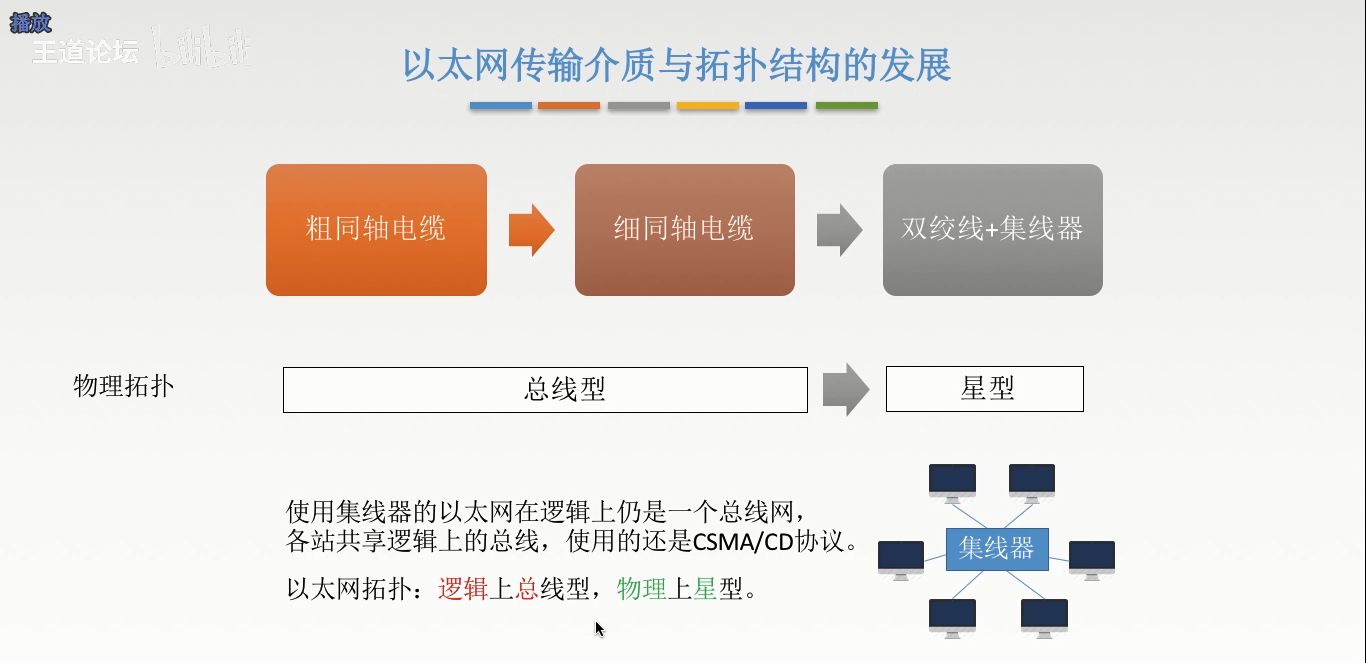 播放
王道论坛 bilibili
以太网传输介质与拓扑结构的发展
粗同轴电缆
细同轴电缆
双绞线+集线器
物理拓扑
总线型
星型
使用集线器的以太网在逻辑上仍是一个总线网，
各站共享逻辑上的总线，使用的还是CSMA/CD协议。
以太网拓扑：逻辑上总线型，物理上星型。
集线器